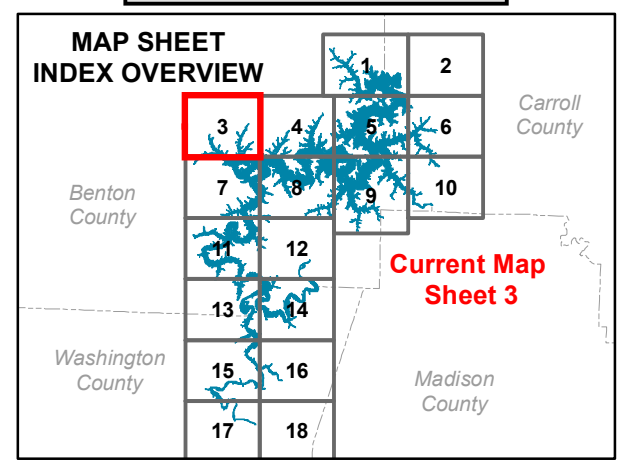 MAP SHEET
INDEX OVERVIEW
1
2
3
4
5
6
Carroll
County
7
8
9
10
Benton
County
11
12
Current Map
Sheet 3
13
14
Washington
County
15
16
Madison
County
17
18